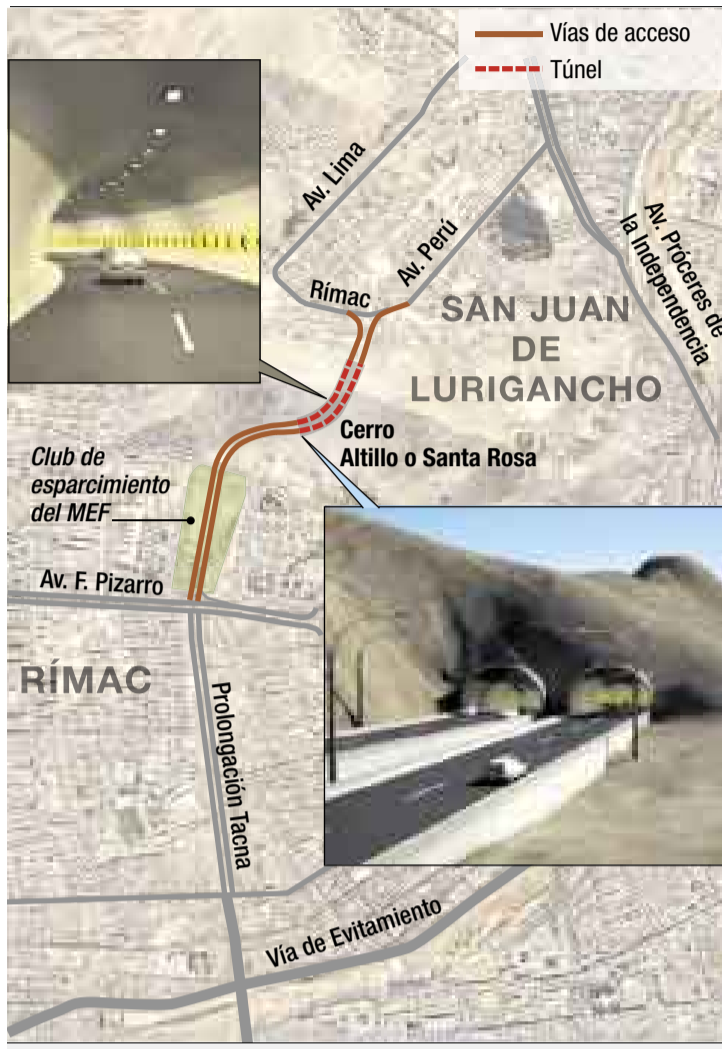 Vías de acceso
Túnel
Av. Lima
Av. Perú
Rímac
Av. Próceres de
la Independencia
SAN JUAN
DE
LURIGANCHO
Cerro
Altillo o Santa Rosa
Club de
esparcimiento
del MEF
Av. F. Pizarro
RÍMAC
Prolongación Tacna
Vía de Evitamiento